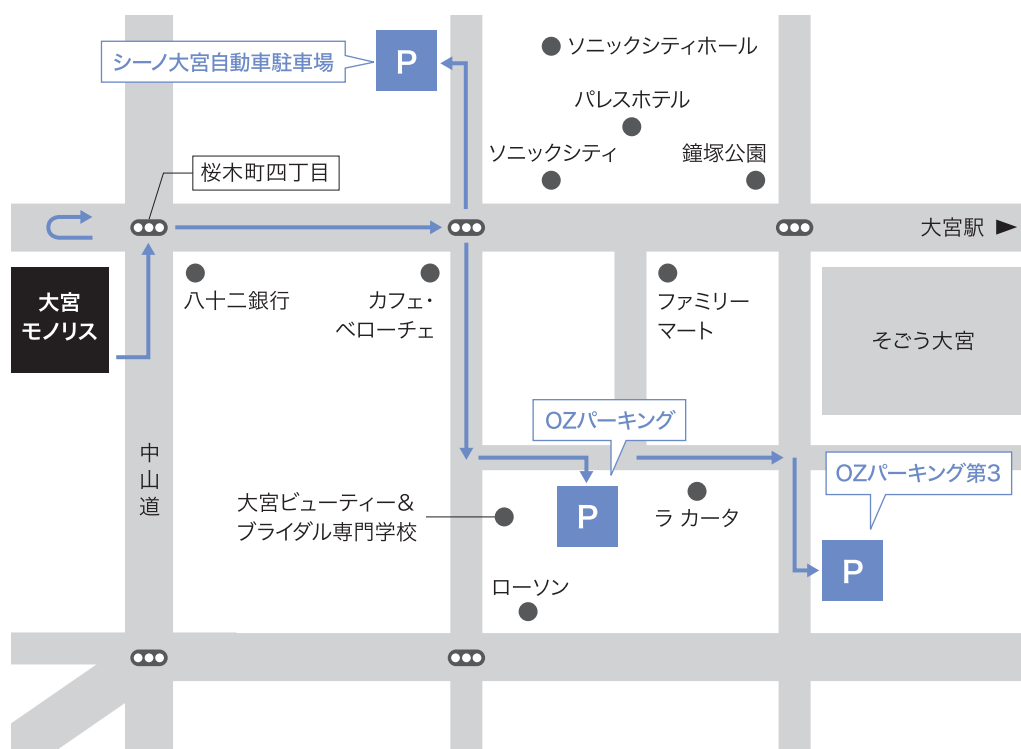 ソニックシティホール
シーノ大宮自動車駐車場
P
パレスホテル
ソニックシティ
鐘塚公園
桜木町四丁目
大宮駅
大宮
モノリス
八十二銀行
カフェ・
ベローチェ
ファミリー
マート
そごう大宮
OZパーキング
中山道
OZパーキング第3
大宮ビューティー&
ブライダル専門学校
P
ラ カータ
P
ローソン